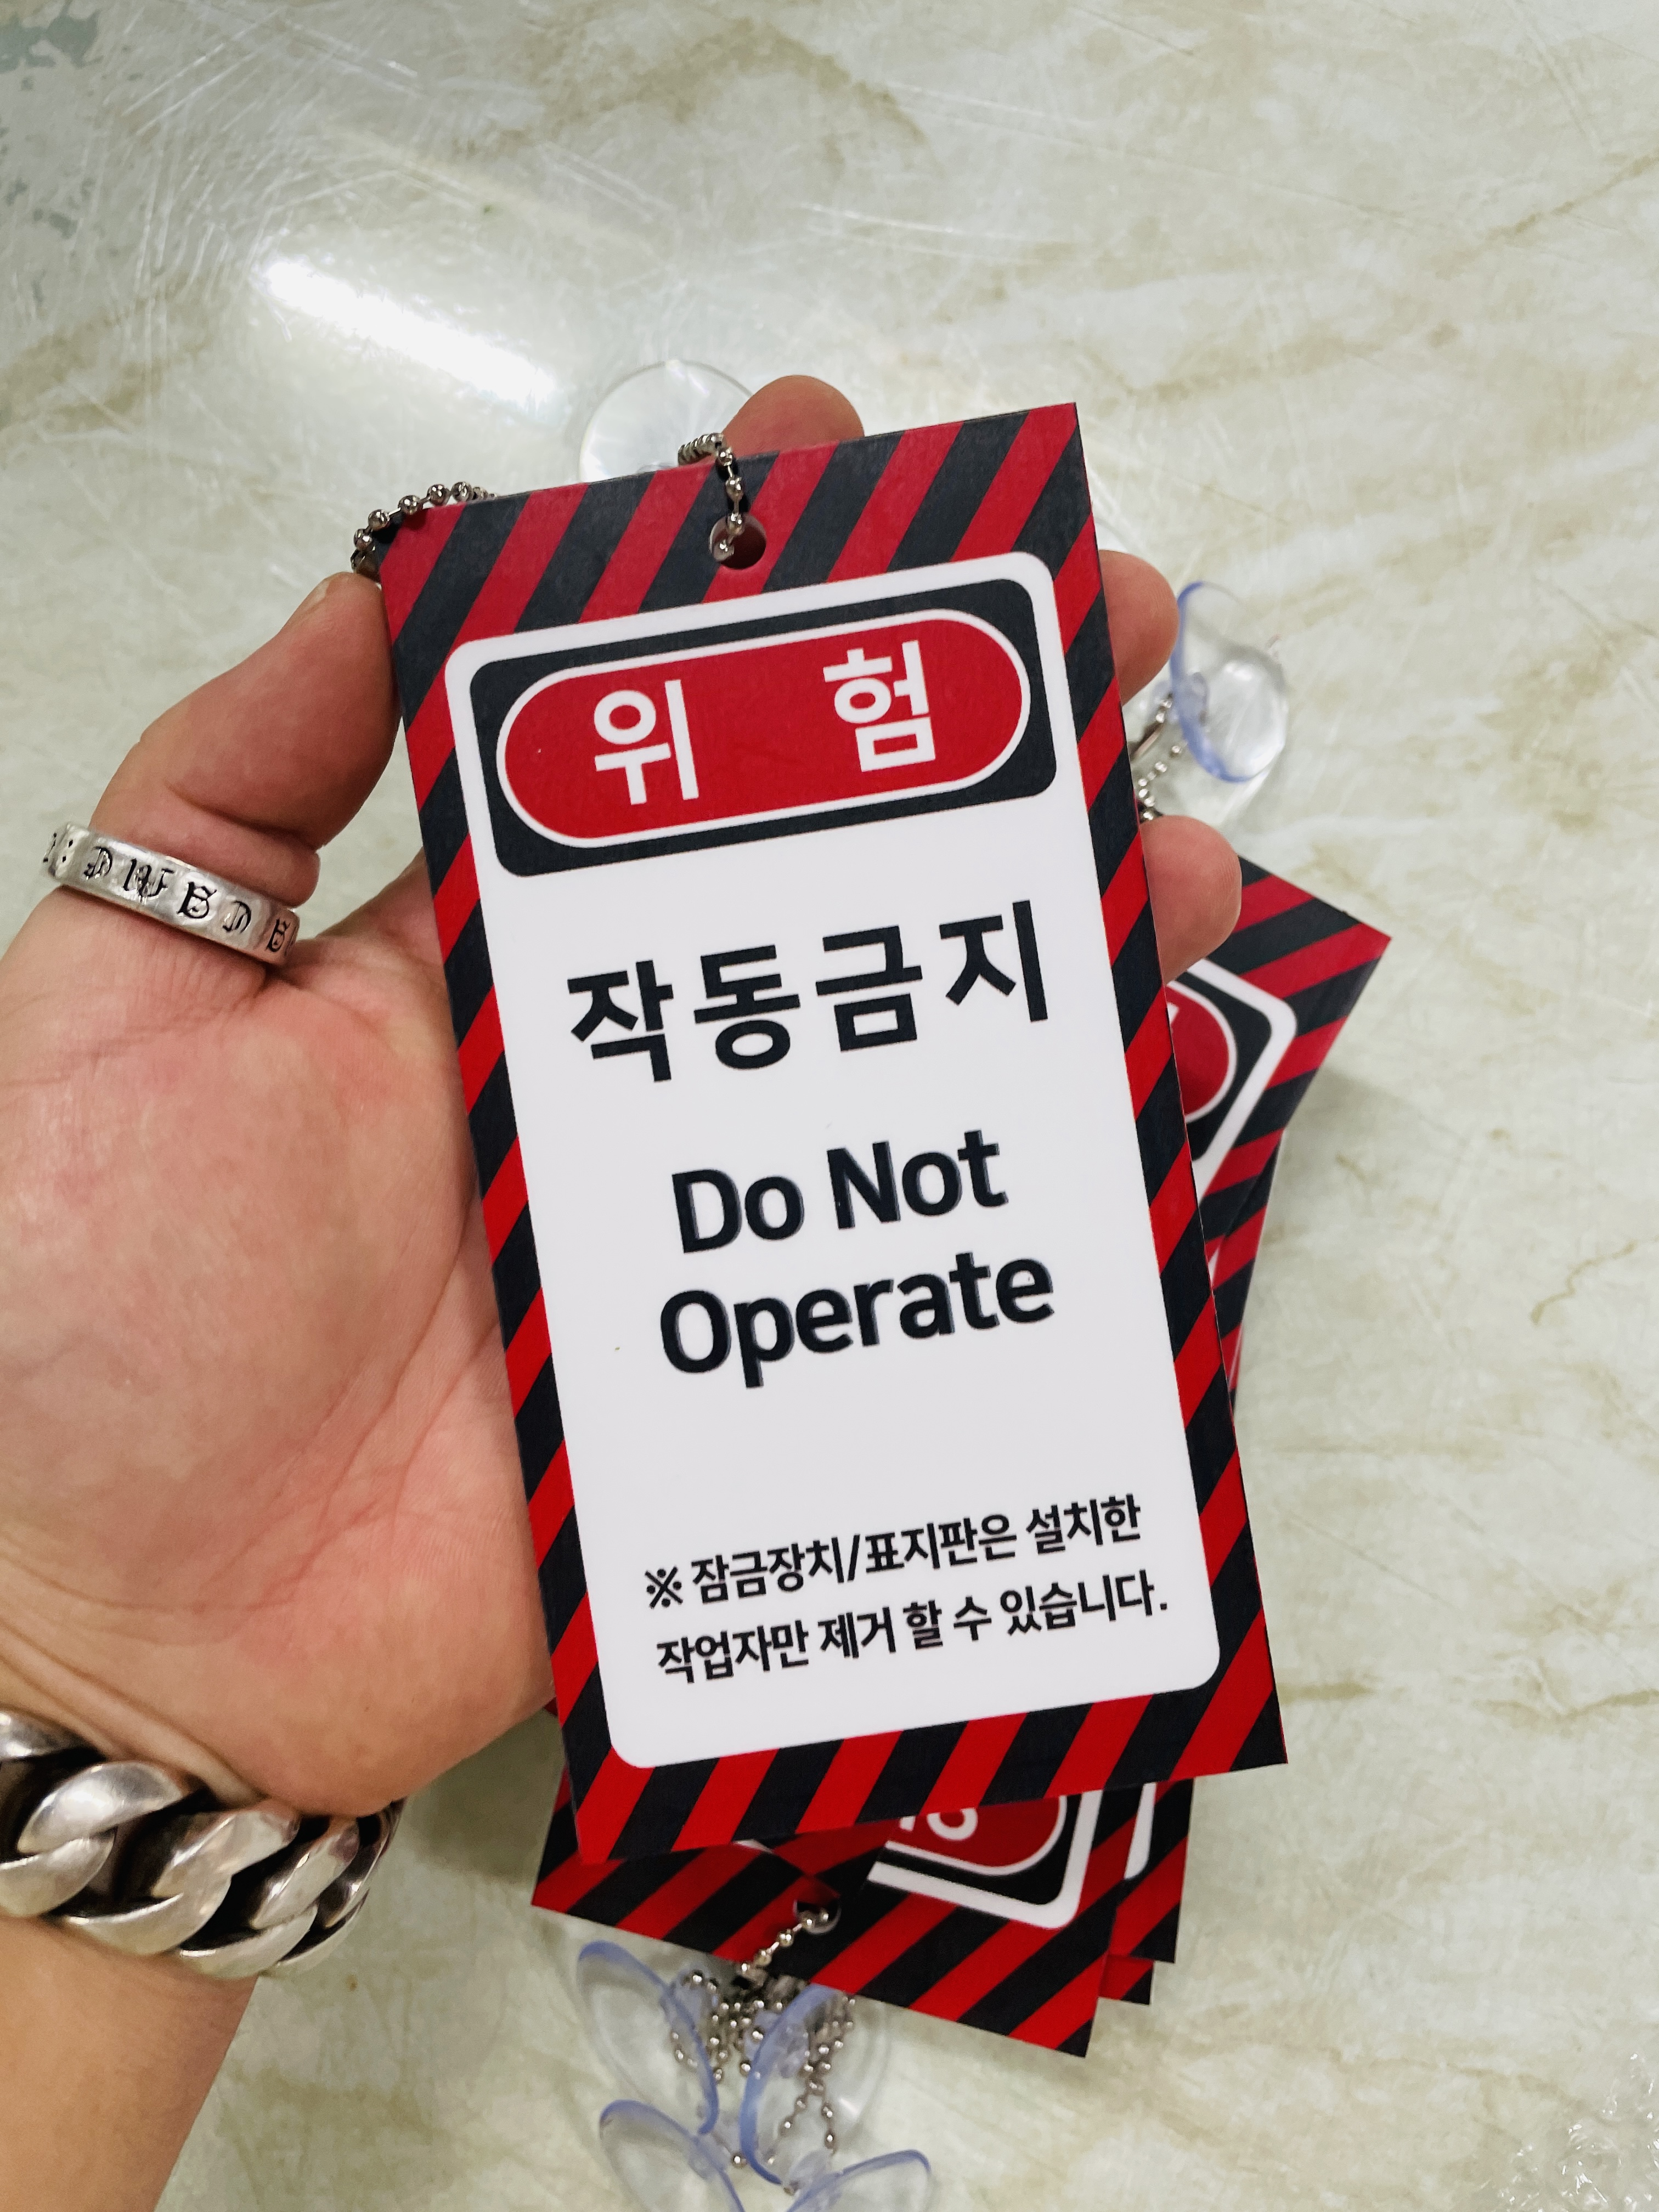 위 험
작동금지
Do Not
Operate
※ 잠금장치/표지판은 설치한
작업자만 제거 할 수 있습니다.